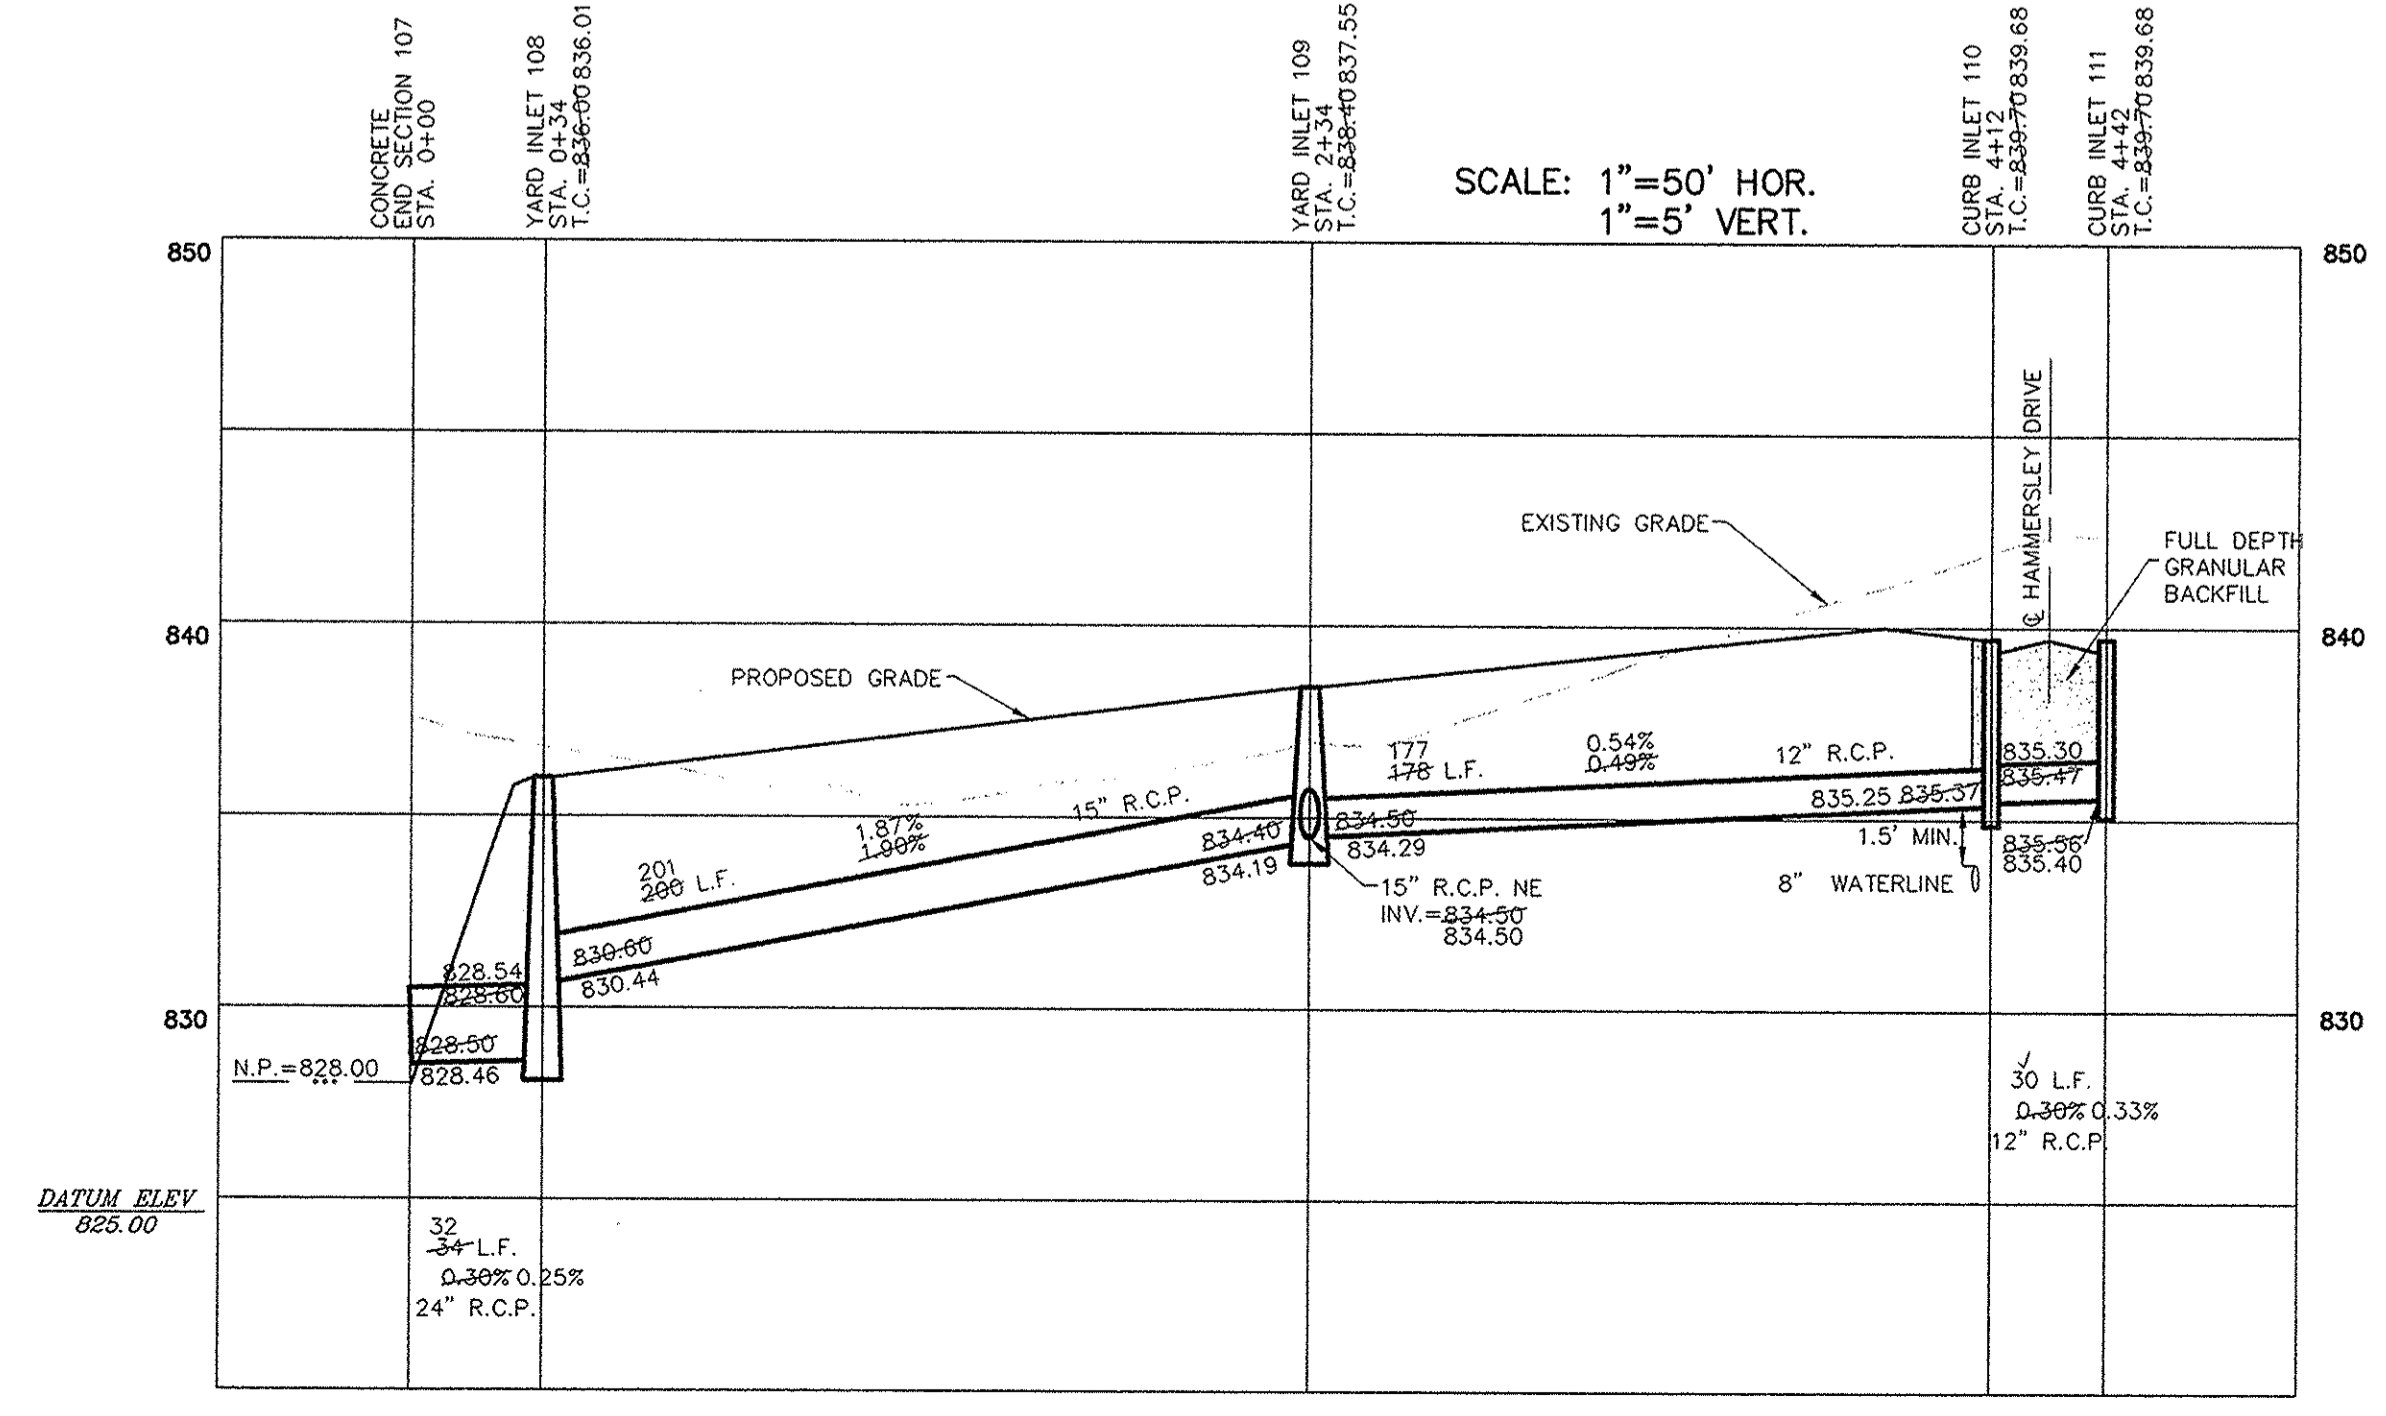 CONCRETE
END SECTION 107
STA. 0+00
YARD INLET 108
STA. 0+34
T.C.=836.00 836.01
YARD INLET 109
STA. 2+34
T.C.=838.40 837.55
CURB INLET 110
STA. 4+12
T.C.=839.70 839.68
CURB INLET 111
STA. 4+42
T.C.=839.70 839.68
SCALE: 1"=50' HOR.
1"=5' VERT.
850
850
℄ HAMMERSLEY DRIVE
EXISTING GRADE
FULL DEPTH
GRANULAR
BACKFILL
840
840
PROPOSED GRADE
177
178 L.F.
0.54%
0.49%
12" R.C.P.
835.30
835.47
835.25 835.37
15" R.C.P.
1.87%
1.90%
834.40
834.50
834.29
834.19
1.5' MIN.
835.56
835.40
8" WATERLINE
201
200 L.F.
15" R.C.P. NE
INV.=834.50
834.50
830.60
830.44
828.54
828.60
830
830
828.50
828.46
N.P.=828.00
30 L.F.
0.30% 0.33%
12" R.C.P.
DATUM ELEV
825.00
32
34 L.F.
0.30% 0.25%
24" R.C.P.